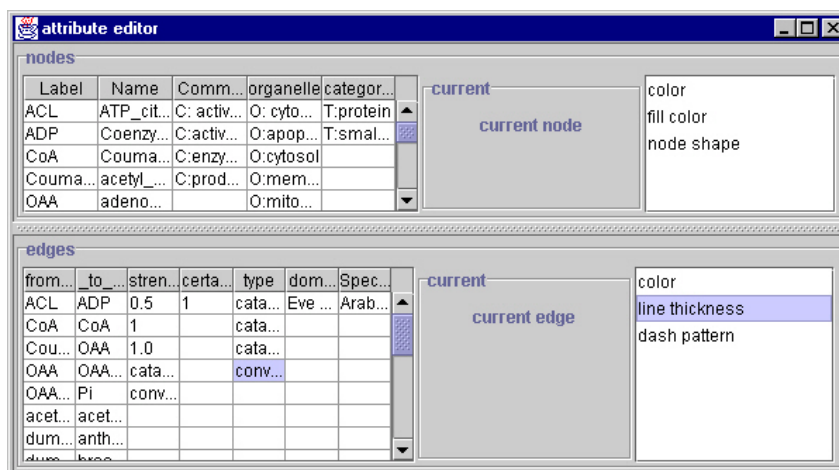 attribute editor
nodes
Label Name Comm... organelle categor...
ACL ATP_cit... C: activ... O: cyto... T:protein
ADP Coenzy... C:activ... O:apop... T:smal...
CoA Couma... C:enzy... O:cytosol
Couma... acetyl_... C:prod... O:mem...
OAA adeno... O:mito...
current
current node
color
fill color
node shape
edges
from... _to_... stren... certa... type dom... Spec...
ACL ADP 0.5 1 cata... Eve ... Arab...
CoA CoA 1 cata...
Cou... OAA 1.0 cata...
OAA OAA... cata... conv...
OAA... Pi conv...
acet... acet...
dum... anth...
current
current edge
color
line thickness
dash pattern